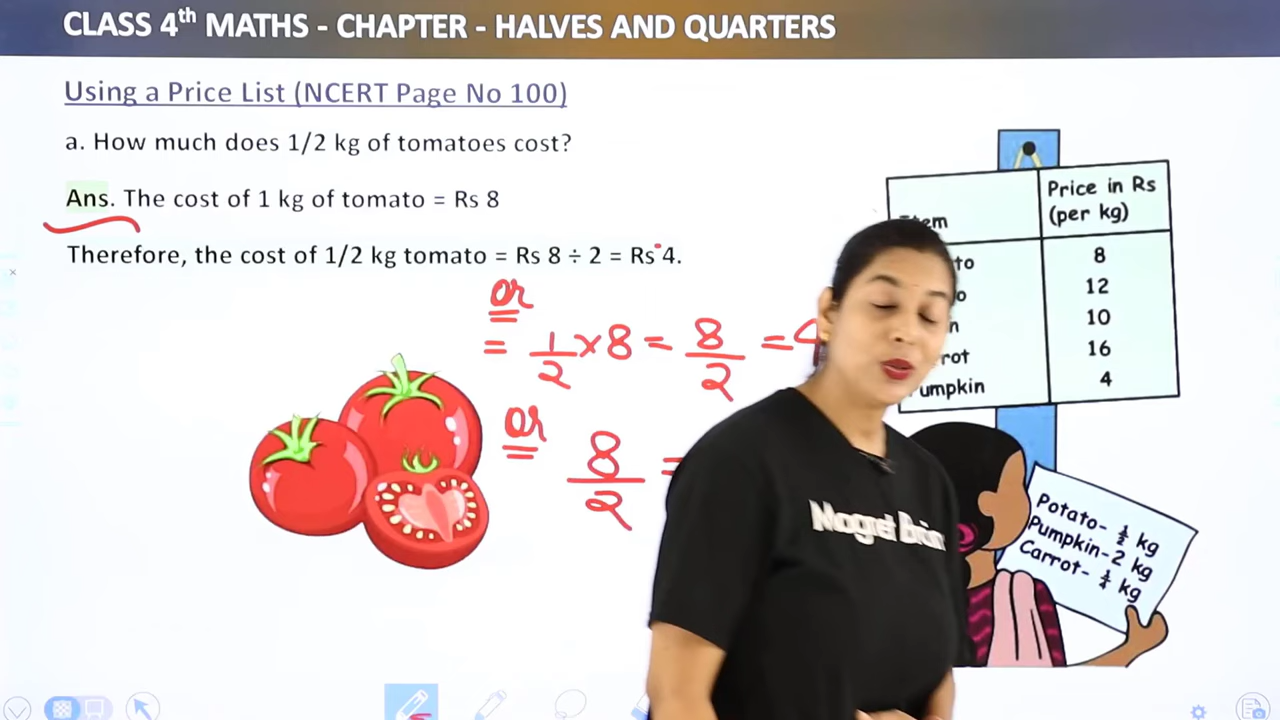 CLASS 4th MATHS - CHAPTER - HALVES AND QUARTERS
Using a Price List (NCERT Page No 100)
a. How much does 1/2 kg of tomatoes cost?
Ans. The cost of 1 kg of tomato = Rs 8
Therefore, the cost of 1/2 kg tomato = Rs 8 ÷ 2 = Rs 4.
or
= 1/2 × 8 = 8/2 = 4
or
8/2 =
Price in Rs
(per kg)
8
12
10
16
4
Magnet Brain
Potato- 1/2 kg
Pumpkin- 2 kg
Carrot- 1/4 kg